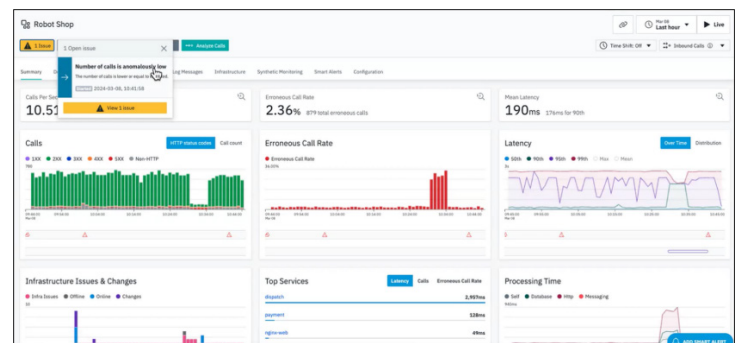 Robot Shop
Mar 08
Last hour
Live
1 Issue
1 Open issue
Analyze Calls
Time Shift: Off
Inbound Calls
Number of calls is anomalously low
The number of calls is lower or equal to
2024-03-08, 10:41:58
View 1 issue
Summary
Log Messages
Infrastructure
Synthetic Monitoring
Smart Alerts
Configuration
Calls Per Sec
10.51
Erroneous Call Rate
2.36% 879 total erroneous calls
Mean Latency
190ms 176ms for 90th
Calls
HTTP status codes
Call count
1XX 2XX 3XX 4XX 5XX Non-HTTP
Erroneous Call Rate
Erroneous Call Rate
Latency
Over Time
Distribution
50th 90th 95th 99th Max Mean
Infrastructure Issues & Changes
Infra Issues Offline Online Changes
Top Services
Latency
Calls
Erroneous Call Rate
dispatch 2,957ms
payment 128ms
nginx-web 49ms
Processing Time
Self Database Http Messaging
ADD SMART ALERT